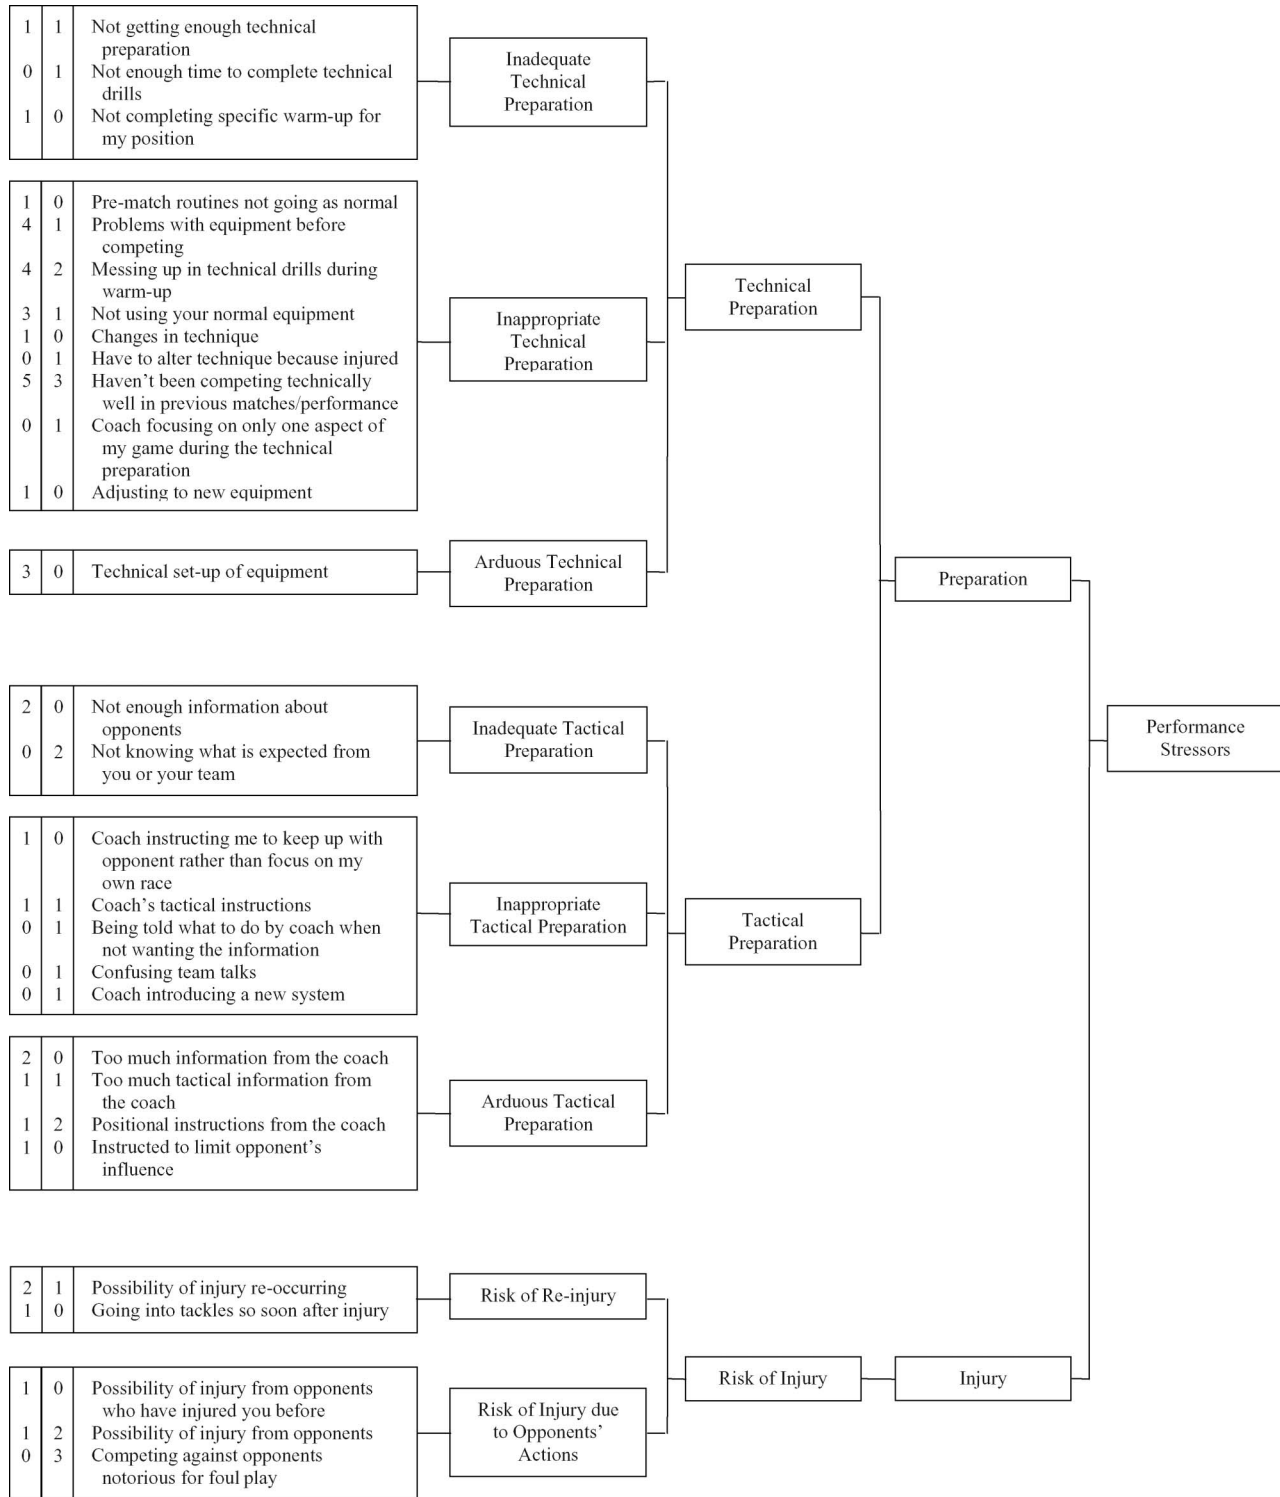 1 1 Not getting enough technical
preparation
0 1 Not enough time to complete technical
drills
1 0 Not completing specific warm-up for
my position
Inadequate
Technical
Preparation
1 0 Pre-match routines not going as normal
4 1 Problems with equipment before
competing
4 2 Messing up in technical drills during
warm-up
3 1 Not using your normal equipment
1 0 Changes in technique
0 1 Have to alter technique because injured
5 3 Haven’t been competing technically
well in previous matches/performance
0 1 Coach focusing on only one aspect of
my game during the technical
preparation
1 0 Adjusting to new equipment
Inappropriate
Technical
Preparation
3 0 Technical set-up of equipment
Arduous Technical
Preparation
Technical
Preparation
2 0 Not enough information about
opponents
0 2 Not knowing what is expected from
you or your team
Inadequate Tactical
Preparation
1 0 Coach instructing me to keep up with
opponent rather than focus on my
own race
1 1 Coach’s tactical instructions
0 1 Being told what to do by coach when
not wanting the information
0 1 Confusing team talks
0 1 Coach introducing a new system
Inappropriate
Tactical Preparation
2 0 Too much information from the coach
1 1 Too much tactical information from
the coach
1 2 Positional instructions from the coach
1 0 Instructed to limit opponent’s
influence
Arduous Tactical
Preparation
Tactical
Preparation
Preparation
2 1 Possibility of injury re-occurring
1 0 Going into tackles so soon after injury
Risk of Re-injury
1 0 Possibility of injury from opponents
who have injured you before
1 2 Possibility of injury from opponents
0 3 Competing against opponents
notorious for foul play
Risk of Injury due
to Opponents’
Actions
Risk of Injury
Injury
Performance
Stressors